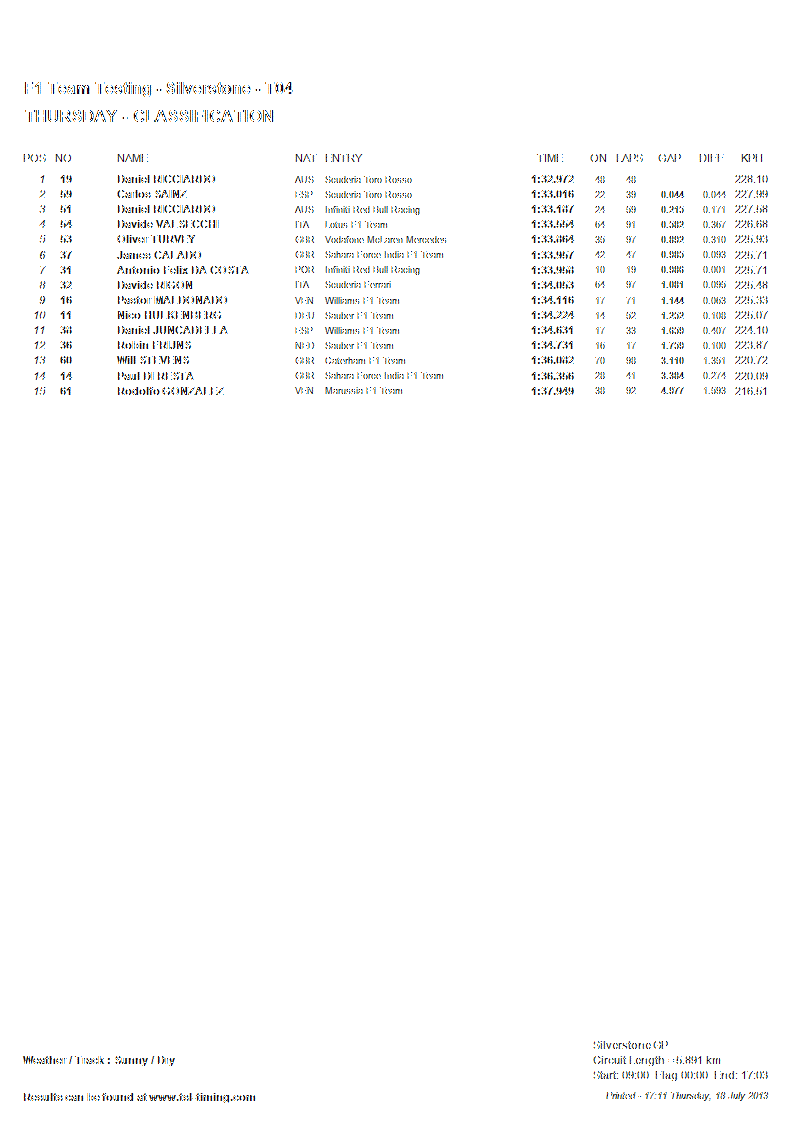 F1 Team Testing - Silverstone - T04
THURSDAY - CLASSIFICATION
POS NO NAME NAT ENTRY TIME ON LAPS GAP DIFF KPH
1 19 Daniel RICCIARDO AUS Scuderia Toro Rosso 1:32.972 48 48 228.10
2 59 Carlos SAINZ ESP Scuderia Toro Rosso 1:33.016 22 39 0.044 0.044 227.99
3 51 Daniel RICCIARDO AUS Infiniti Red Bull Racing 1:33.187 24 59 0.215 0.171 227.58
4 54 Davide VALSECCHI ITA Lotus F1 Team 1:33.554 64 91 0.582 0.367 226.68
5 53 Oliver TURVEY GBR Vodafone McLaren Mercedes 1:33.864 35 97 0.892 0.310 225.93
6 37 James CALADO GBR Sahara Force India F1 Team 1:33.957 42 47 0.985 0.093 225.71
7 31 Antonio Felix DA COSTA POR Infiniti Red Bull Racing 1:33.958 10 19 0.986 0.001 225.71
8 32 Davide RIGON ITA Scuderia Ferrari 1:34.053 64 97 1.081 0.095 225.48
9 16 Pastor MALDONADO VEN Williams F1 Team 1:34.116 17 71 1.144 0.063 225.33
10 11 Nico HULKENBERG DEU Sauber F1 Team 1:34.224 14 52 1.252 0.108 225.07
11 38 Daniel JUNCADELLA ESP Williams F1 Team 1:34.631 17 33 1.659 0.407 224.10
12 36 Robin FRIJNS NED Sauber F1 Team 1:34.731 16 17 1.759 0.100 223.87
13 60 Will STEVENS GBR Caterham F1 Team 1:36.082 70 98 3.110 1.351 220.72
14 14 Paul DI RESTA GBR Sahara Force India F1 Team 1:36.356 28 41 3.384 0.274 220.09
15 61 Rodolfo GONZALEZ VEN Marussia F1 Team 1:37.949 38 92 4.977 1.593 216.51
Silverstone GP
Weather / Track : Sunny / Dry
Circuit Length = 5.891 km
Start: 09:00 Flag 00:00 End: 17:03
Results can be found at www.tsl-timing.com
Printed - 17:11 Thursday, 18 July 2013